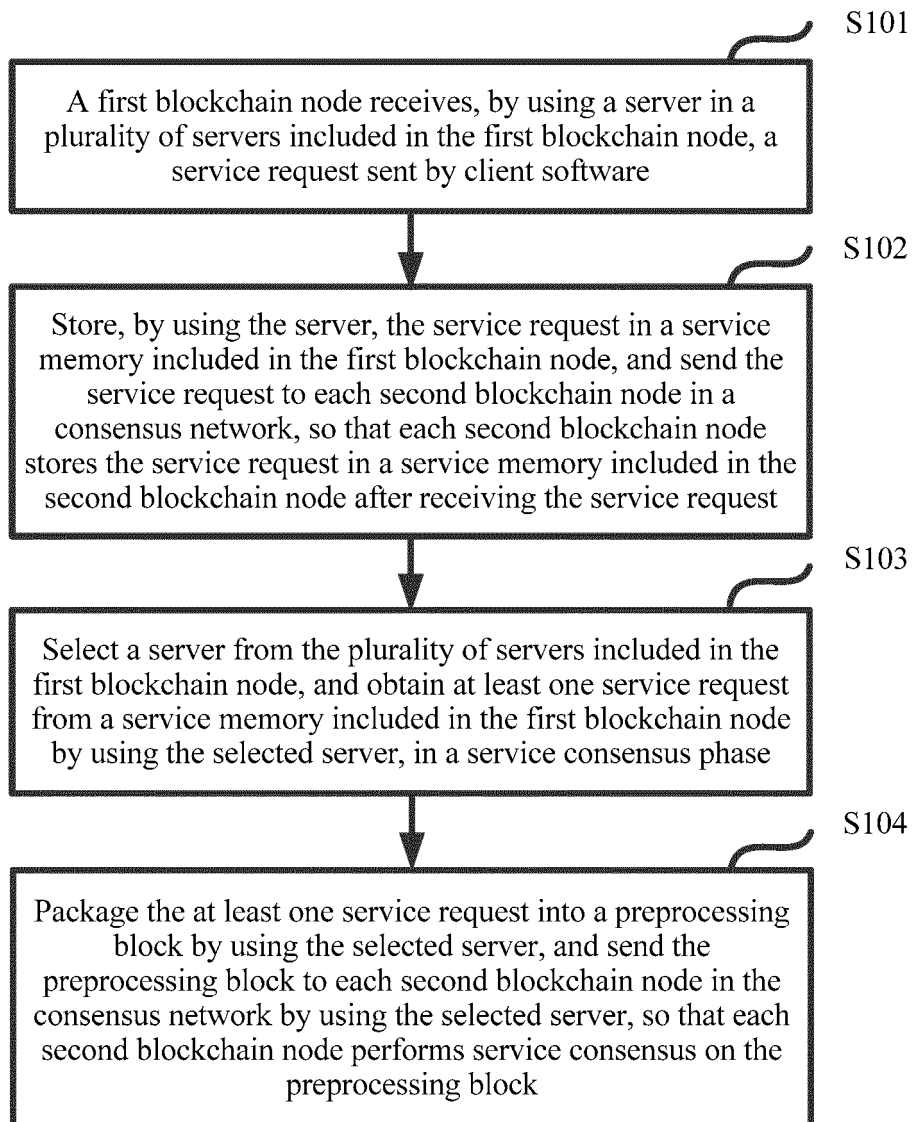 S101
A first blockchain node receives, by using a server in a
plurality of servers included in the first blockchain node, a
service request sent by client software
S102
Store, by using the server, the service request in a service
memory included in the first blockchain node, and send the
service request to each second blockchain node in a
consensus network, so that each second blockchain node
stores the service request in a service memory included in the
second blockchain node after receiving the service request
S103
Select a server from the plurality of servers included in the
first blockchain node, and obtain at least one service request
from a service memory included in the first blockchain node
by using the selected server, in a service consensus phase
S104
Package the at least one service request into a preprocessing
block by using the selected server, and send the
preprocessing block to each second blockchain node in the
consensus network by using the selected server, so that each
second blockchain node performs service consensus on the
preprocessing block